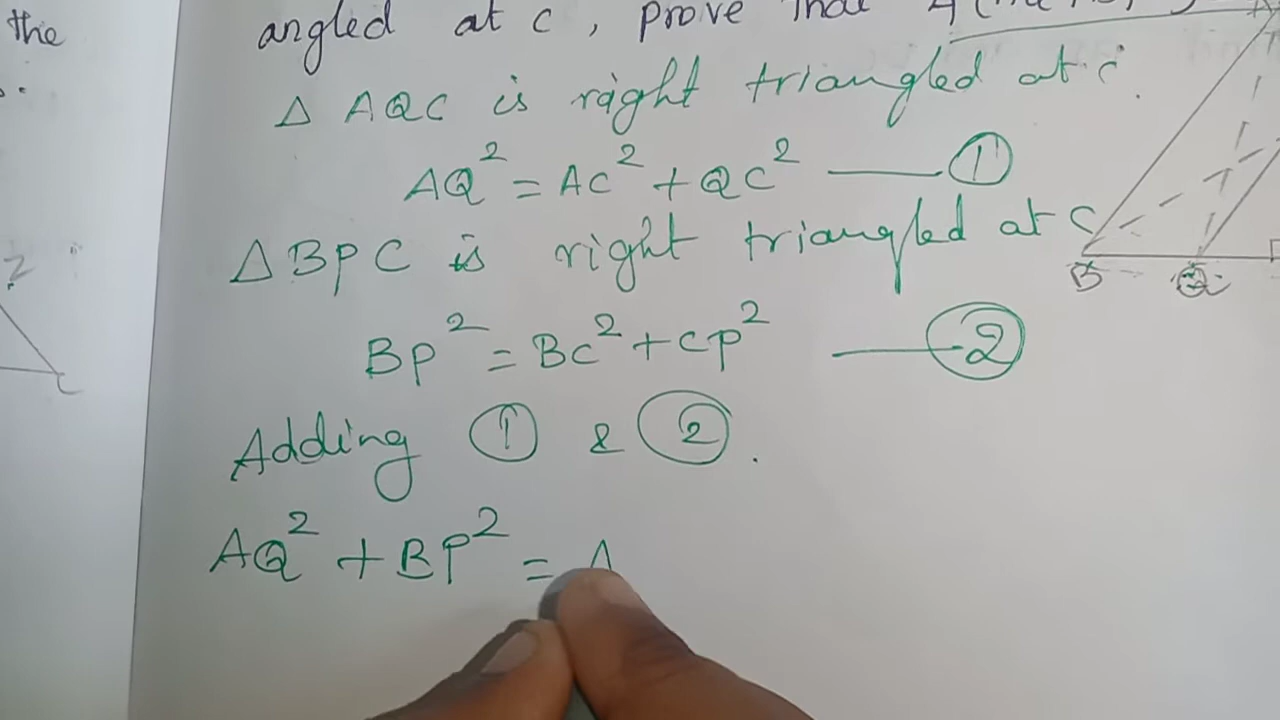 the
angled at C, prove that 4(
Δ AQC is right triangled at C.
AQ² = AC² + QC² —— ①
Δ BPC is right triangled at C
B Q
BP² = BC² + CP² —— ②
C
Adding ① & ②.
AQ² + BP² = A